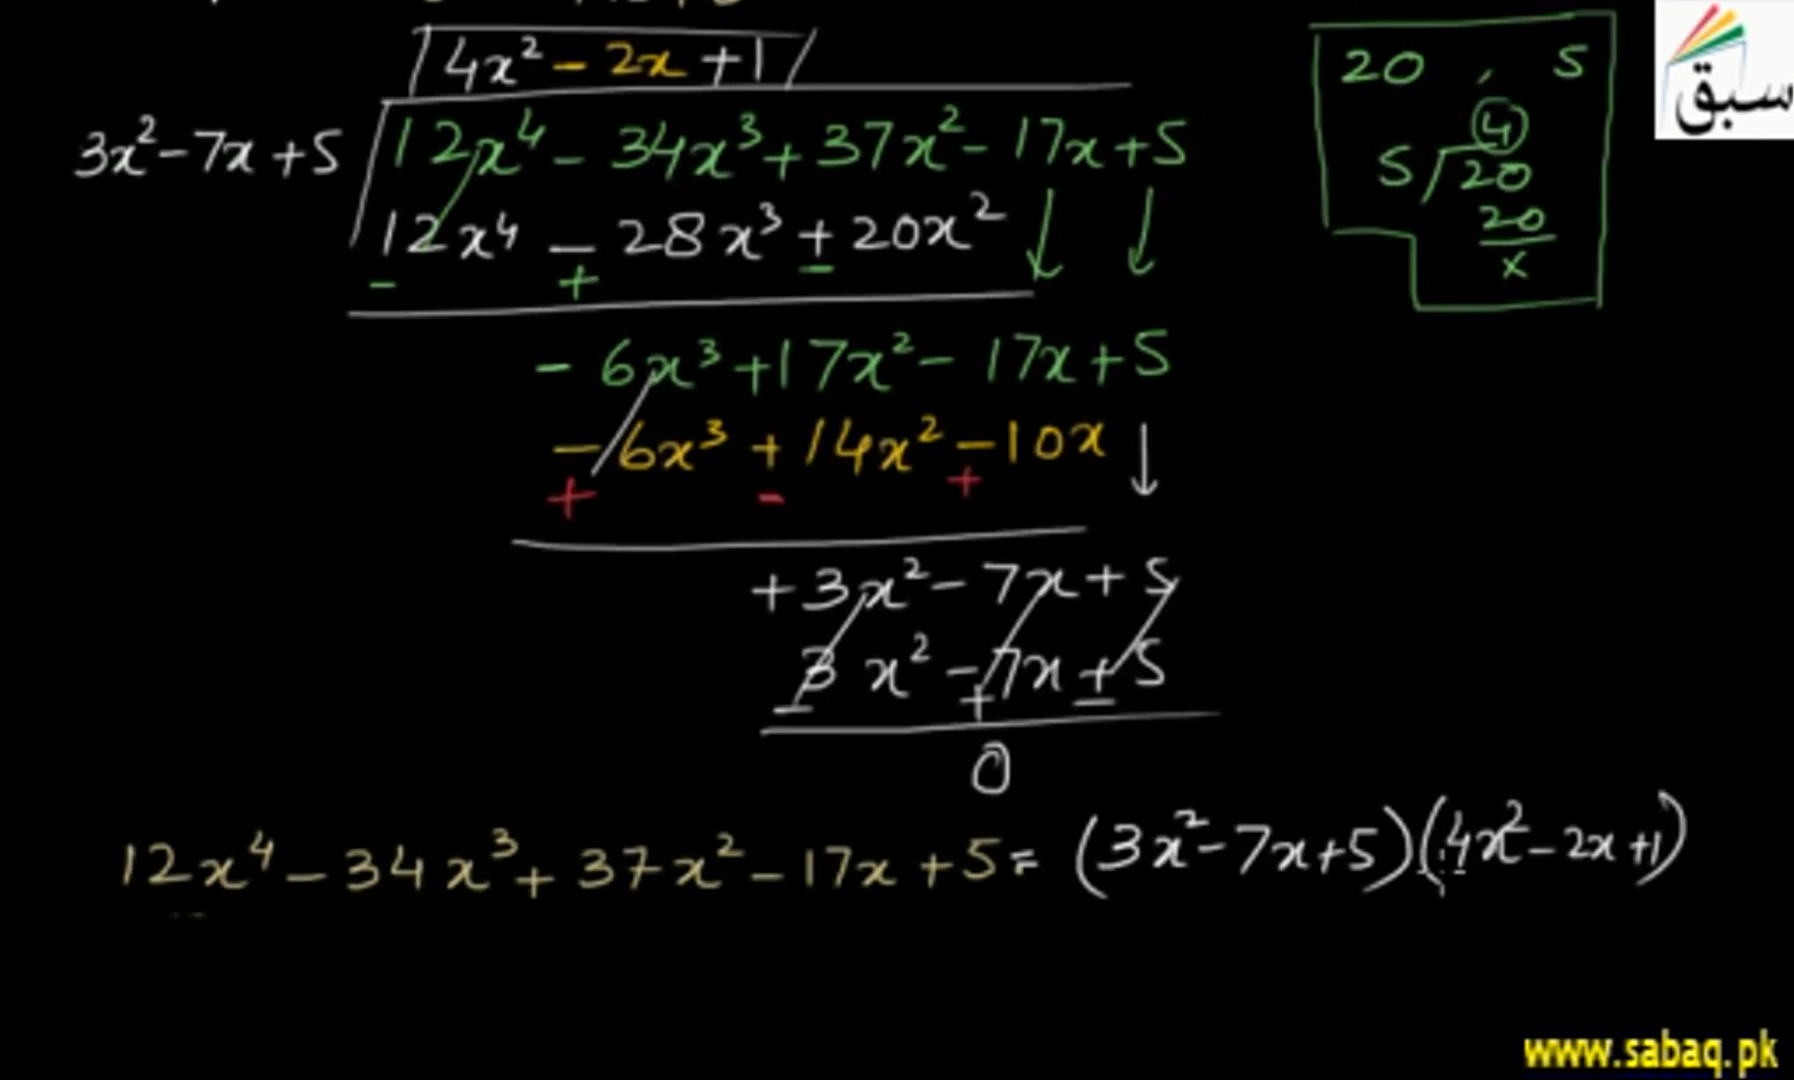 4x² - 2x + 1
3x² - 7x + 5 12x⁴ - 34x³ + 37x² - 17x + 5
12x⁴ - 28x³ + 20x²
- + -
- 6x³ + 17x² - 17x + 5
- 6x³ + 14x² - 10x
+ - +
+ 3x² - 7x + 5
3x² - 7x + 5
- + -
0
12x⁴ - 34x³ + 37x² - 17x + 5 = (3x² - 7x + 5)(4x² - 2x + 1)
20 , 5
4
5 20
20
x
سبق
www.sabaq.pk